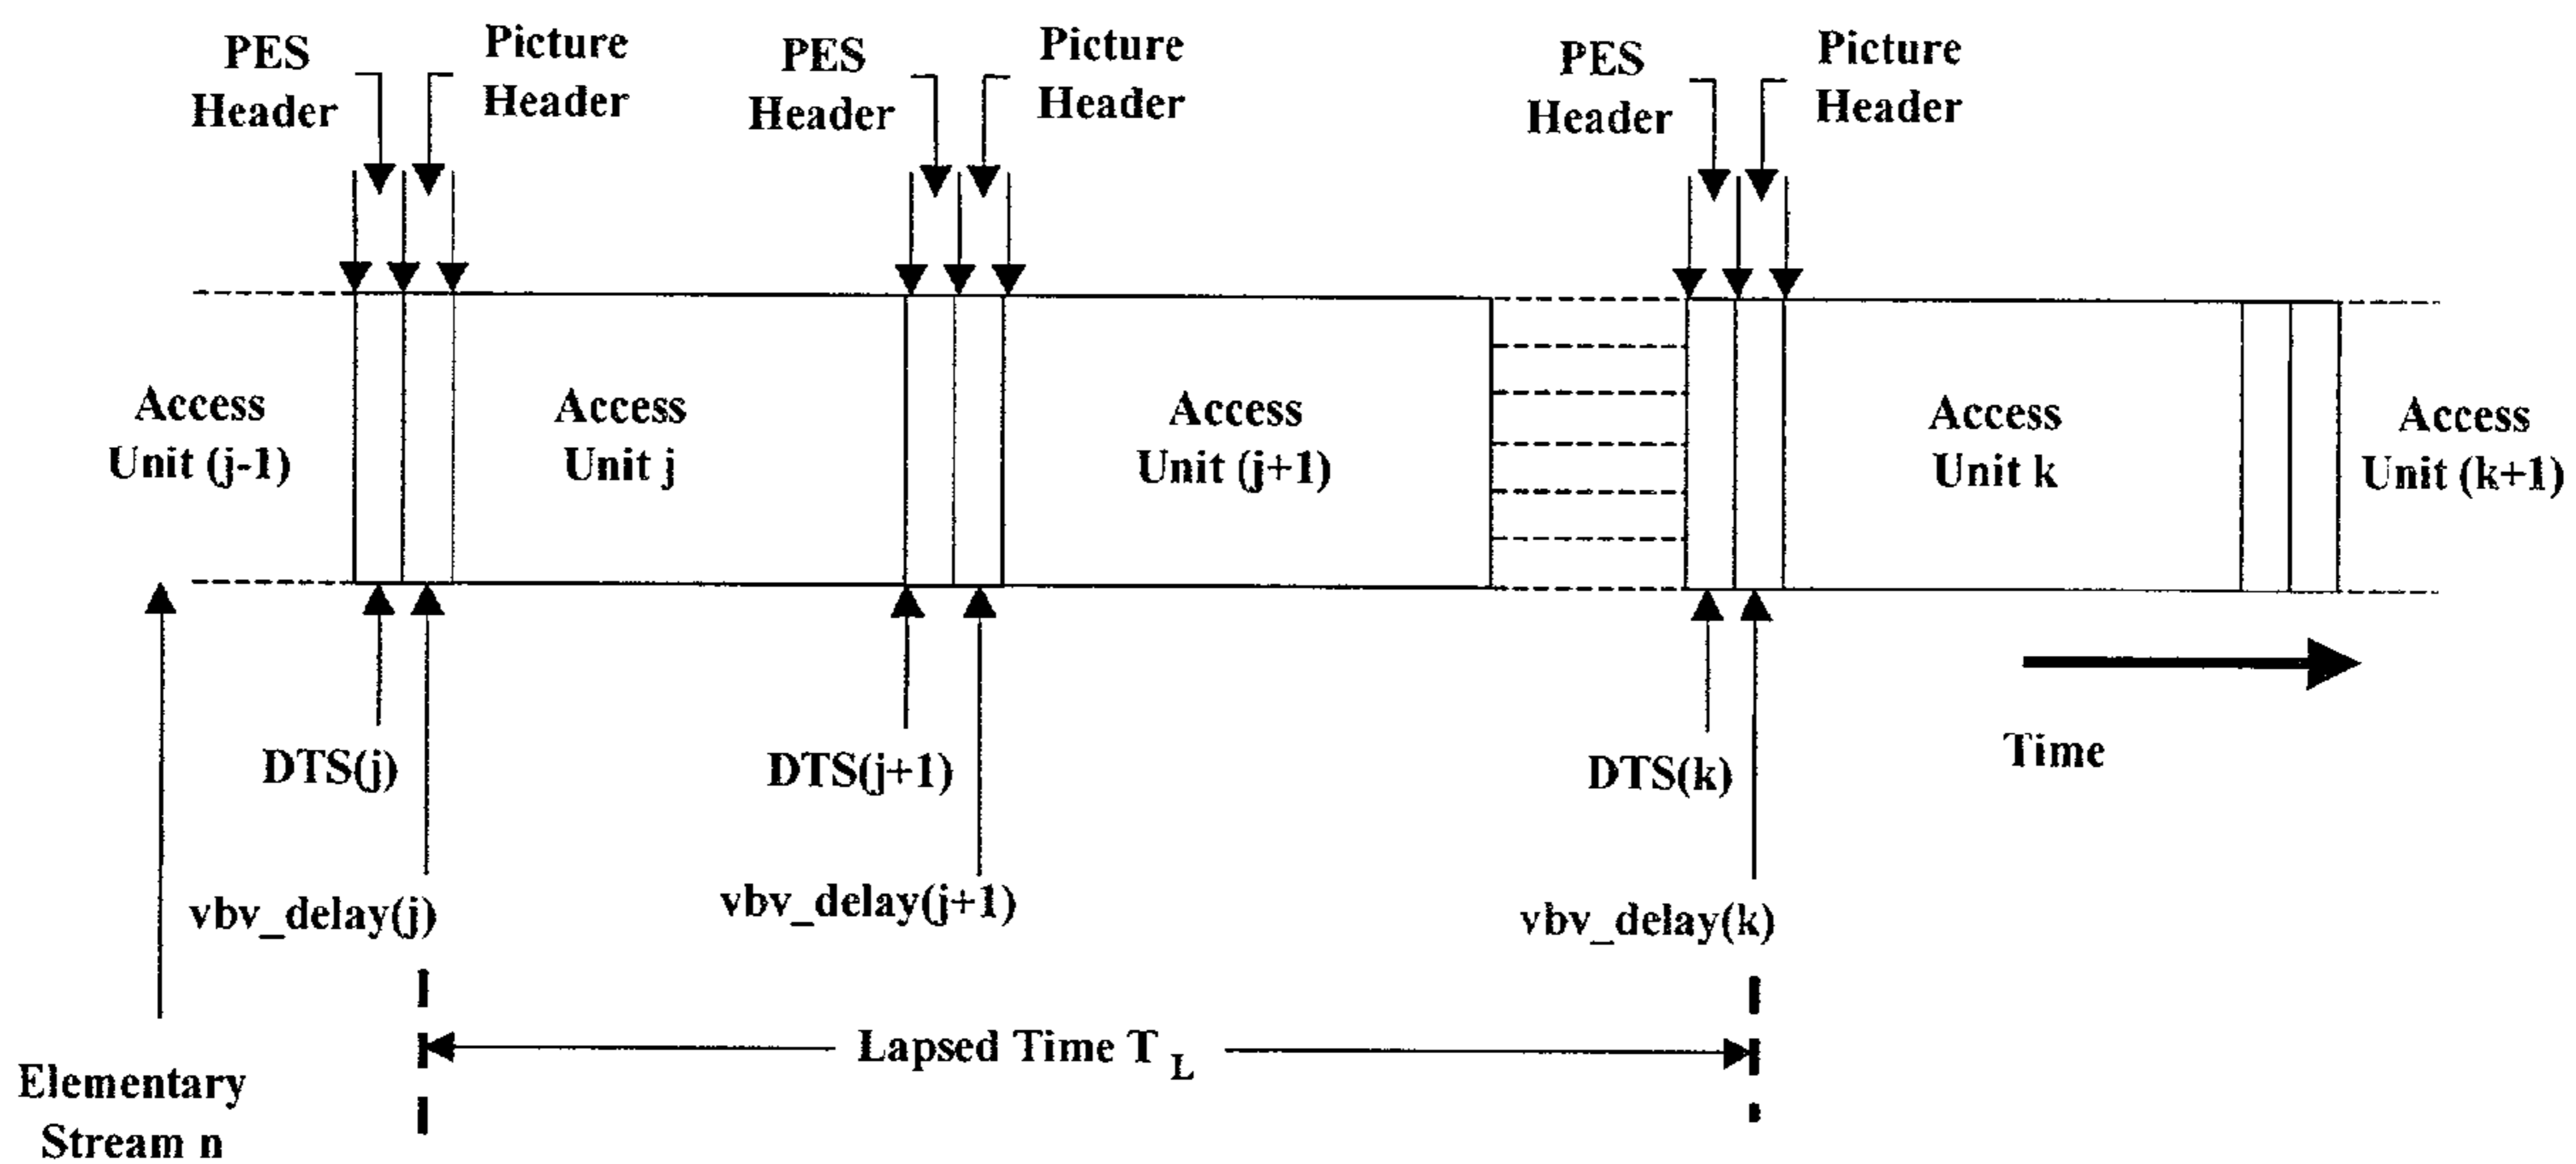 PES
Header
Picture
Header
PES
Header
Picture
Header
PES
Header
Picture
Header
Access
Unit (j-1)
Access
Unit j
Access
Unit (j+1)
Access
Unit k
Access
Unit (k+1)
DTS(j)
DTS(j+1)
DTS(k)
Time
vbv_delay(j)
vbv_delay(j+1)
vbv_delay(k)
Lapsed Time T L
Elementary
Stream n